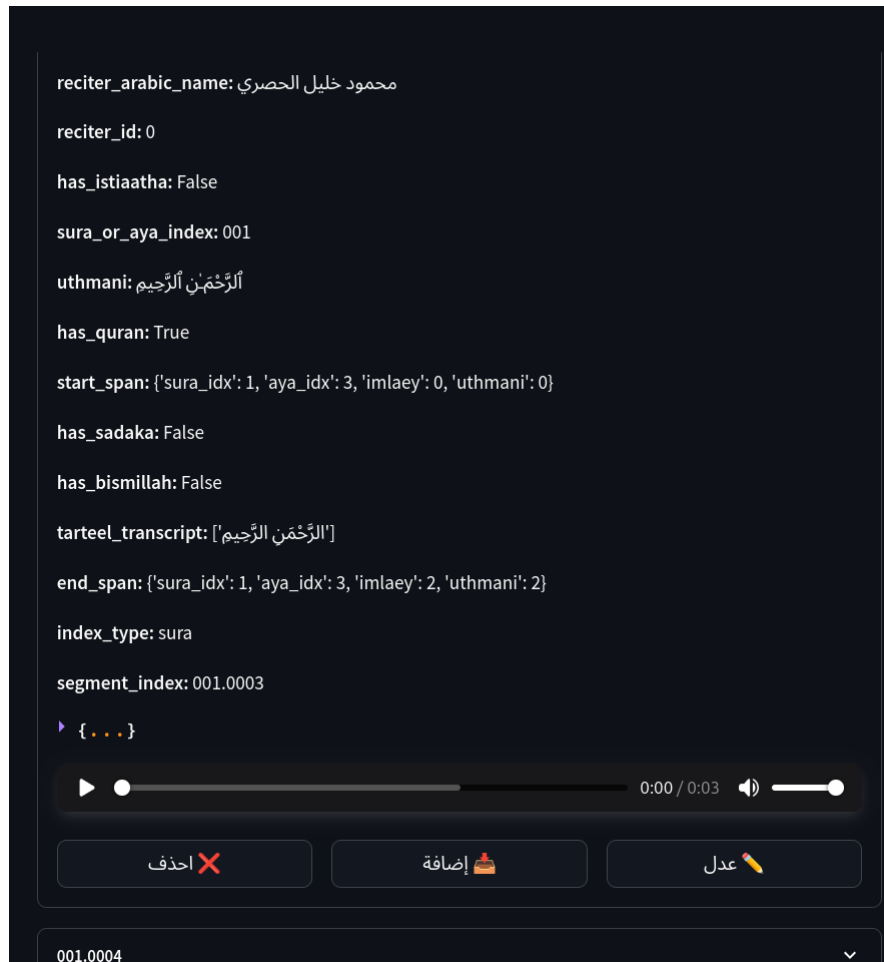 reciter_arabic_name: محمود خليل الحصري
reciter_id: 0
has_istiaatha: False
sura_or_aya_index: 001
uthmani: ٱلرَّحْمَـٰنِ ٱلرَّحِيمِ
has_quran: True
start_span: {'sura_idx': 1, 'aya_idx': 3, 'imlaey': 0, 'uthmani': 0}
has_sadaka: False
has_bismillah: False
tarteel_transcript: ['الرَّحْمَنِ الرَّحِيمِ']
end_span: {'sura_idx': 1, 'aya_idx': 3, 'imlaey': 2, 'uthmani': 2}
index_type: sura
segment_index: 001.0003
{...}
0:00 / 0:03
❌ احذف
📥 إضافة
✏️ عدل
001.0004